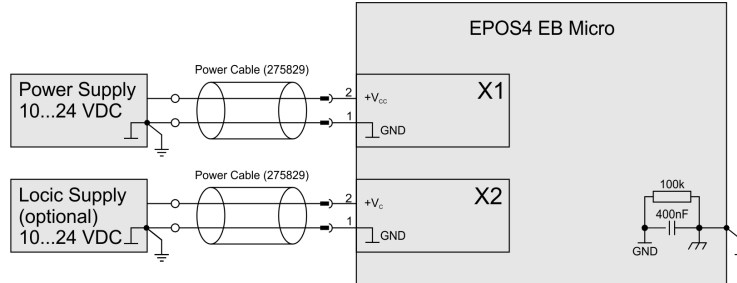 EPOS4 EB Micro
Power Cable (275829)
Power Supply
10...24 VDC
2
+Vcc
X1
1
GND
Power Cable (275829)
Locic Supply
(optional)
10...24 VDC
2
+Vc
X2
1
GND
100k
400nF
GND